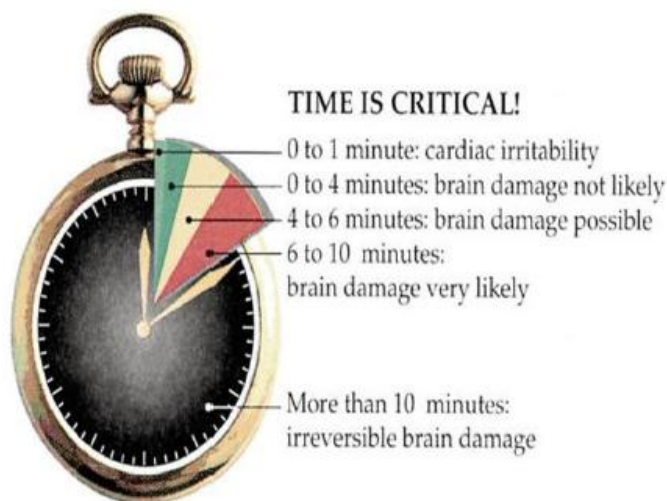 TIME IS CRITICAL!
0 to 1 minute: cardiac irritability
0 to 4 minutes: brain damage not likely
4 to 6 minutes: brain damage possible
6 to 10 minutes:
brain damage very likely
More than 10 minutes:
irreversible brain damage